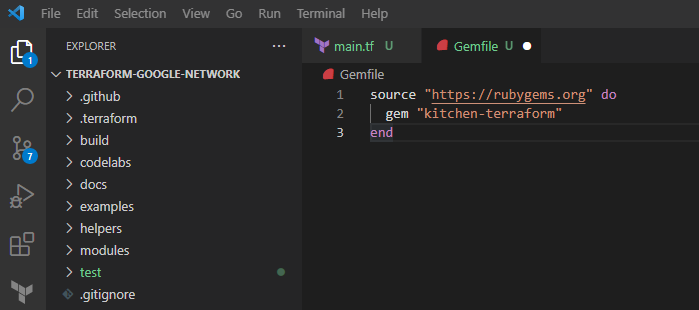 File Edit Selection View Go Run Terminal Help
EXPLORER ...
main.tf U Gemfile U
TERRAFORM-GOOGLE-NETWORK
Gemfile
.github
.terraform
build
codelabs
docs
examples
helpers
modules
test
.gitignore
1 source "https://rubygems.org" do
2 gem "kitchen-terraform"
3 end
1
7